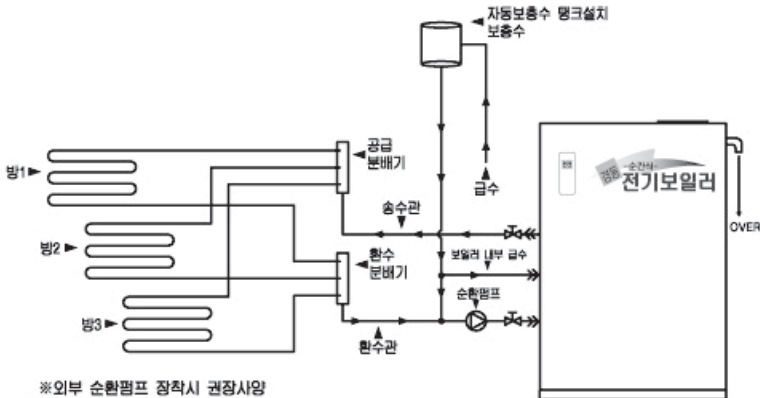 자동보충수 탱크설치
보충수
공급
분배기
방1
급수
순간식
전기보일러
송수관
OVER
방2
보일러 내부 급수
환수
분배기
순환펌프
방3
환수관
※외부 순환펌프 장착시 권장사양